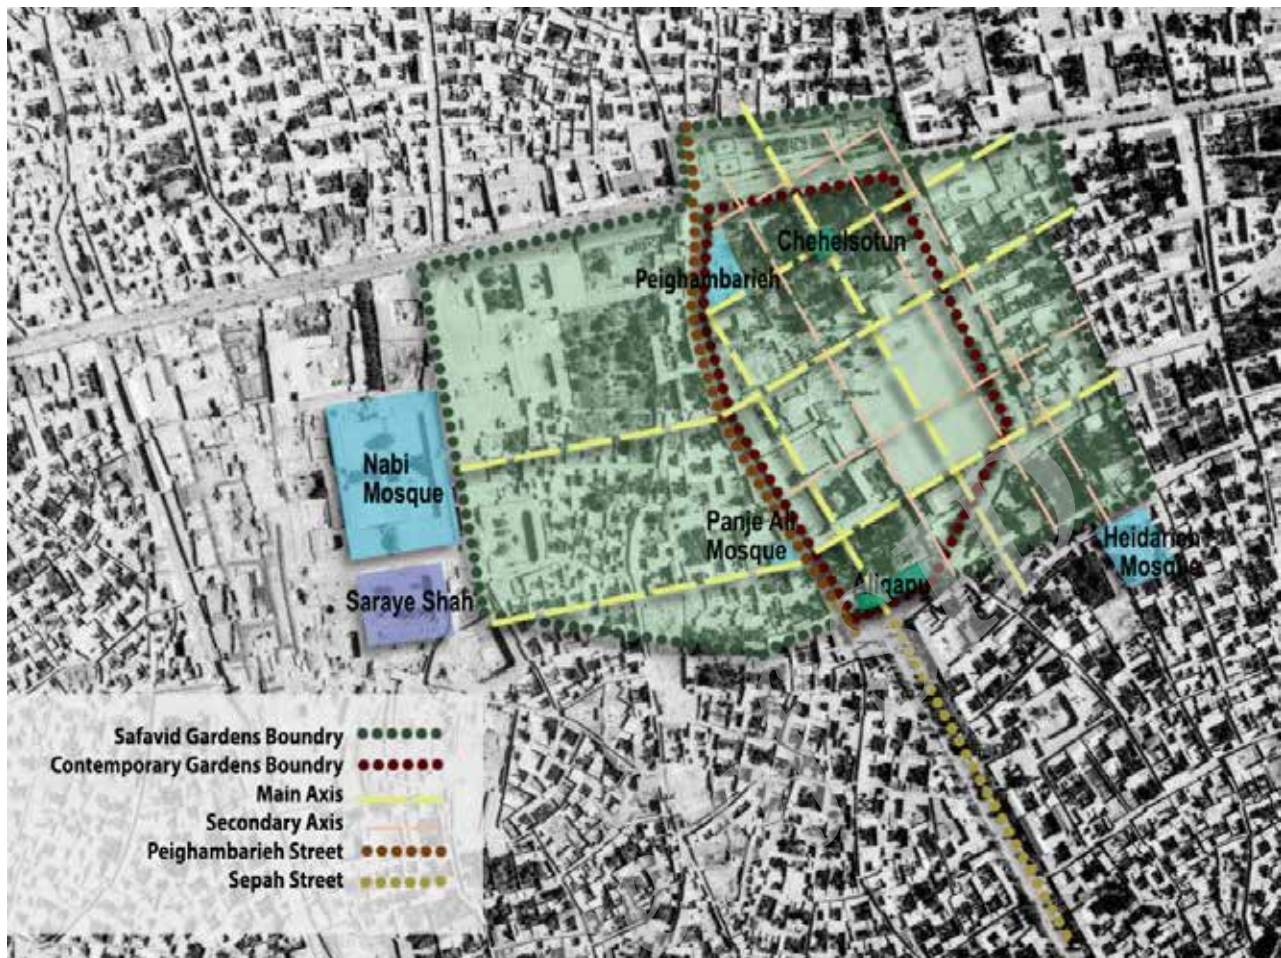 Chehelsotun
Peighambarieh
Nabi
Mosque
Panje Ali
Mosque
Heidarieh
Mosque
Aliqapu
Saraye Shah
Safavid Gardens Boundry
Contemporary Gardens Boundry
Main Axis
Secondary Axis
Peighambarieh Street
Sepah Street